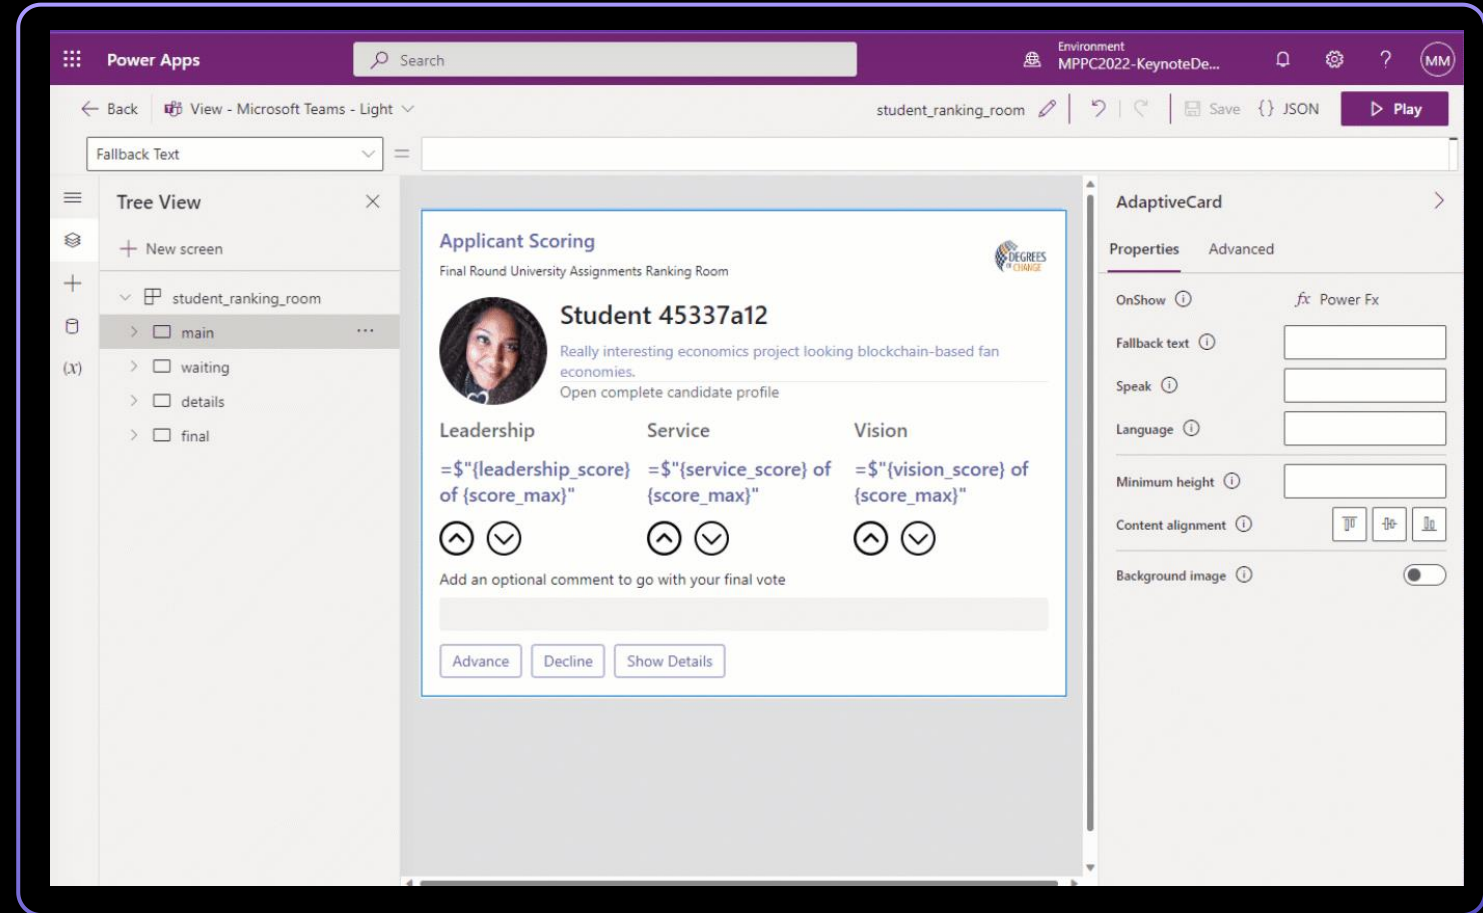 Power Apps
Search
Environment
MPPC2022-KeynoteDe...
?
MM
Back
View - Microsoft Teams - Light
student_ranking_room
Save
{} JSON
Play
Fallback Text
=
Tree View
New screen
student_ranking_room
main
...
waiting
(x)
details
final
Applicant Scoring
Final Round University Assignments Ranking Room
DEGREES
OF CHANGE
Student 45337a12
Really interesting economics project looking blockchain-based fan
economies.
Open complete candidate profile
Leadership
Service
Vision
=$"{leadership_score}
of {score_max}"
=$"{service_score} of
{score_max}"
=$"{vision_score} of
{score_max}"
Add an optional comment to go with your final vote
Advance
Decline
Show Details
AdaptiveCard
Properties
Advanced
OnShow
fx Power Fx
Fallback text
Speak
Language
Minimum height
Content alignment
Background image